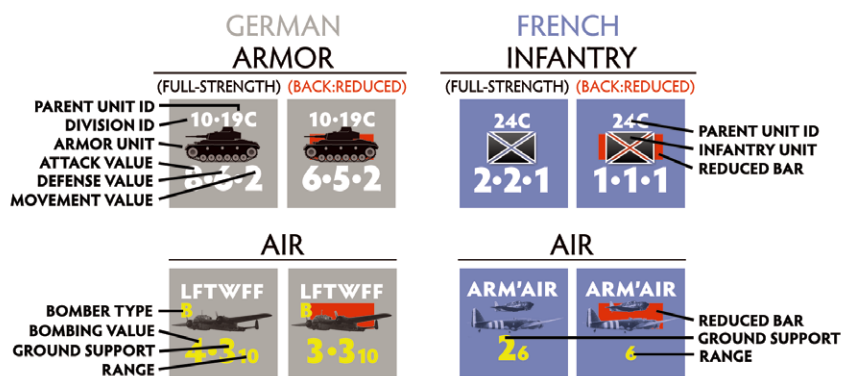 GERMAN
ARMOR
(FULL-STRENGTH) (BACK:REDUCED)
PARENT UNIT ID
DIVISION ID
ARMOR UNIT
ATTACK VALUE
DEFENSE VALUE
MOVEMENT VALUE
10•19C
8•6•2
10•19C
6•5•2
FRENCH
INFANTRY
(FULL-STRENGTH) (BACK:REDUCED)
24C
2•2•1
24C
1•1•1
PARENT UNIT ID
INFANTRY UNIT
REDUCED BAR
AIR
BOMBER TYPE
BOMBING VALUE
GROUND SUPPORT
RANGE
LFTWFF
B
4•3 10
LFTWFF
B
3•3 10
AIR
ARM'AIR
2 6
ARM'AIR
6
REDUCED BAR
GROUND SUPPORT
RANGE